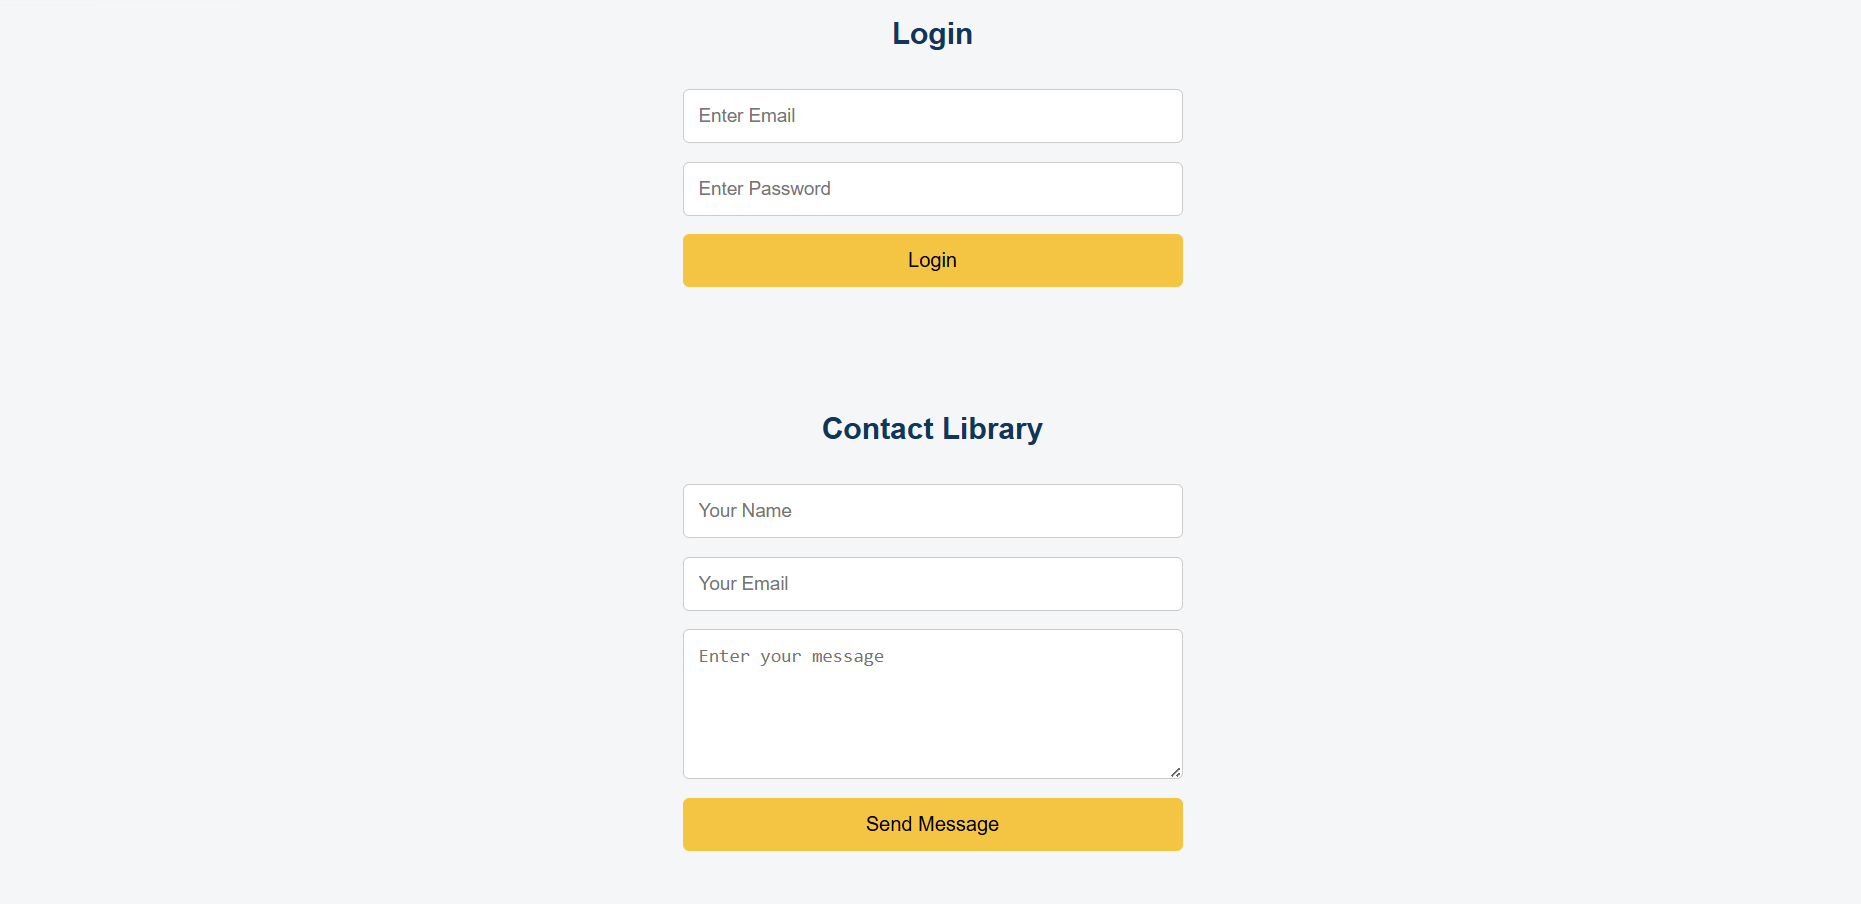 Login
Enter Email
Enter Password
Login
Contact Library
Your Name
Your Email
Enter your message
Send Message